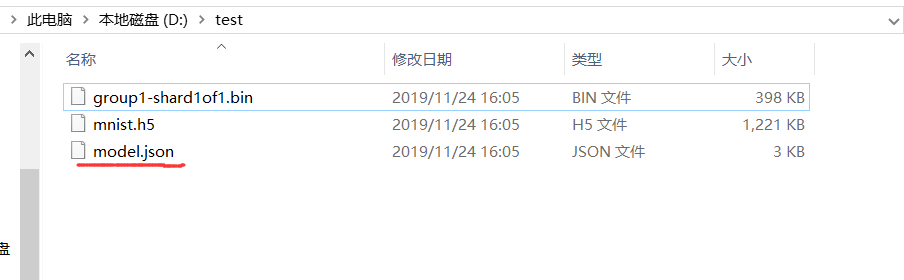 此电脑 > 本地磁盘 (D:) > test
名称 修改日期 类型 大小
group1-shard1of1.bin 2019/11/24 16:05 BIN 文件 398 KB
mnist.h5 2019/11/24 16:05 H5 文件 1,221 KB
model.json 2019/11/24 16:05 JSON 文件 3 KB
盘